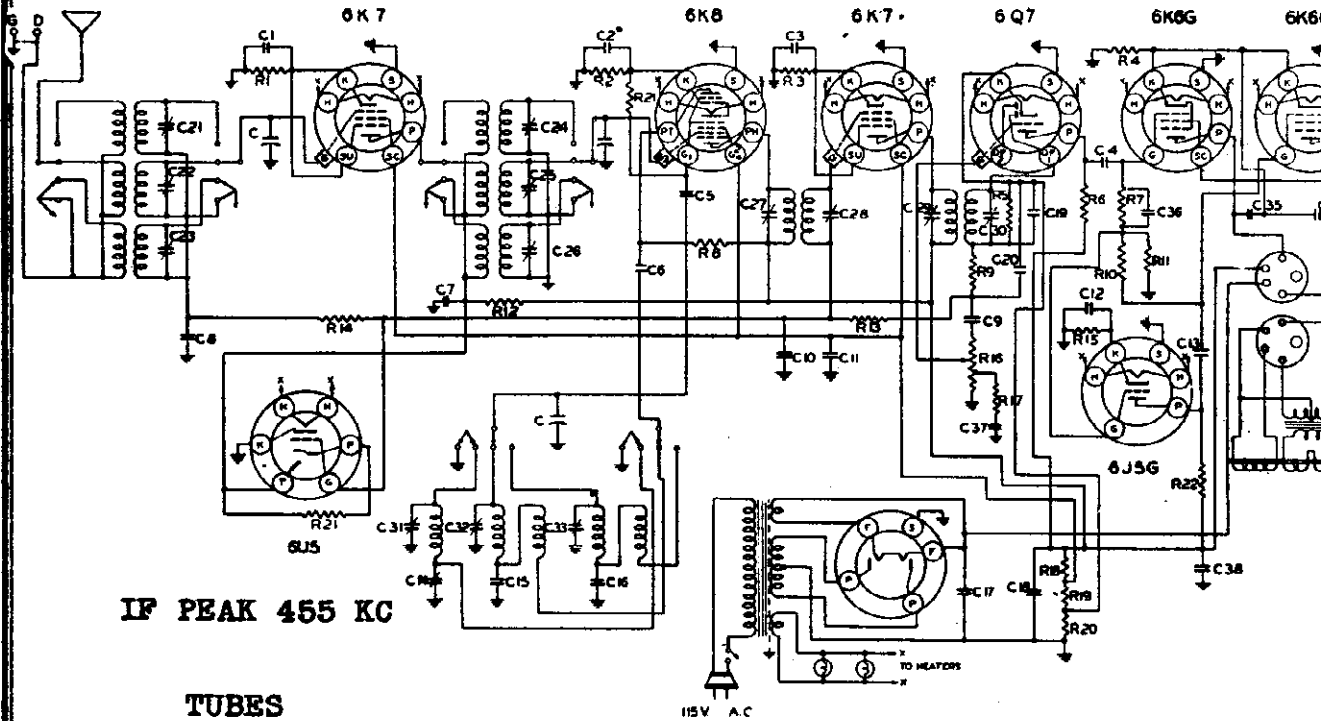 G D
6K7
6K8
6K7
6Q7
6K6G
6K6
C1
R1
C2
R2
R21
C3
R3
R4
C21
C
C24
C4
C22
C25
C5
C27
C28
C29
R5
C30
C19
R6
R7
C36
C35
C23
C26
R8
C6
R9
C20
R10
R11
C7
R12
C12
C8
R14
R13
C9
R15
C13
C10
C11
R16
R17
C37
C
6J5G
R22
R21
6U5
C31
C32
C33
C14
C15
C16
C17
C18
R18
C38
R19
R20
IF PEAK 455 KC
TO HEATERS
TUBES
115V A.C